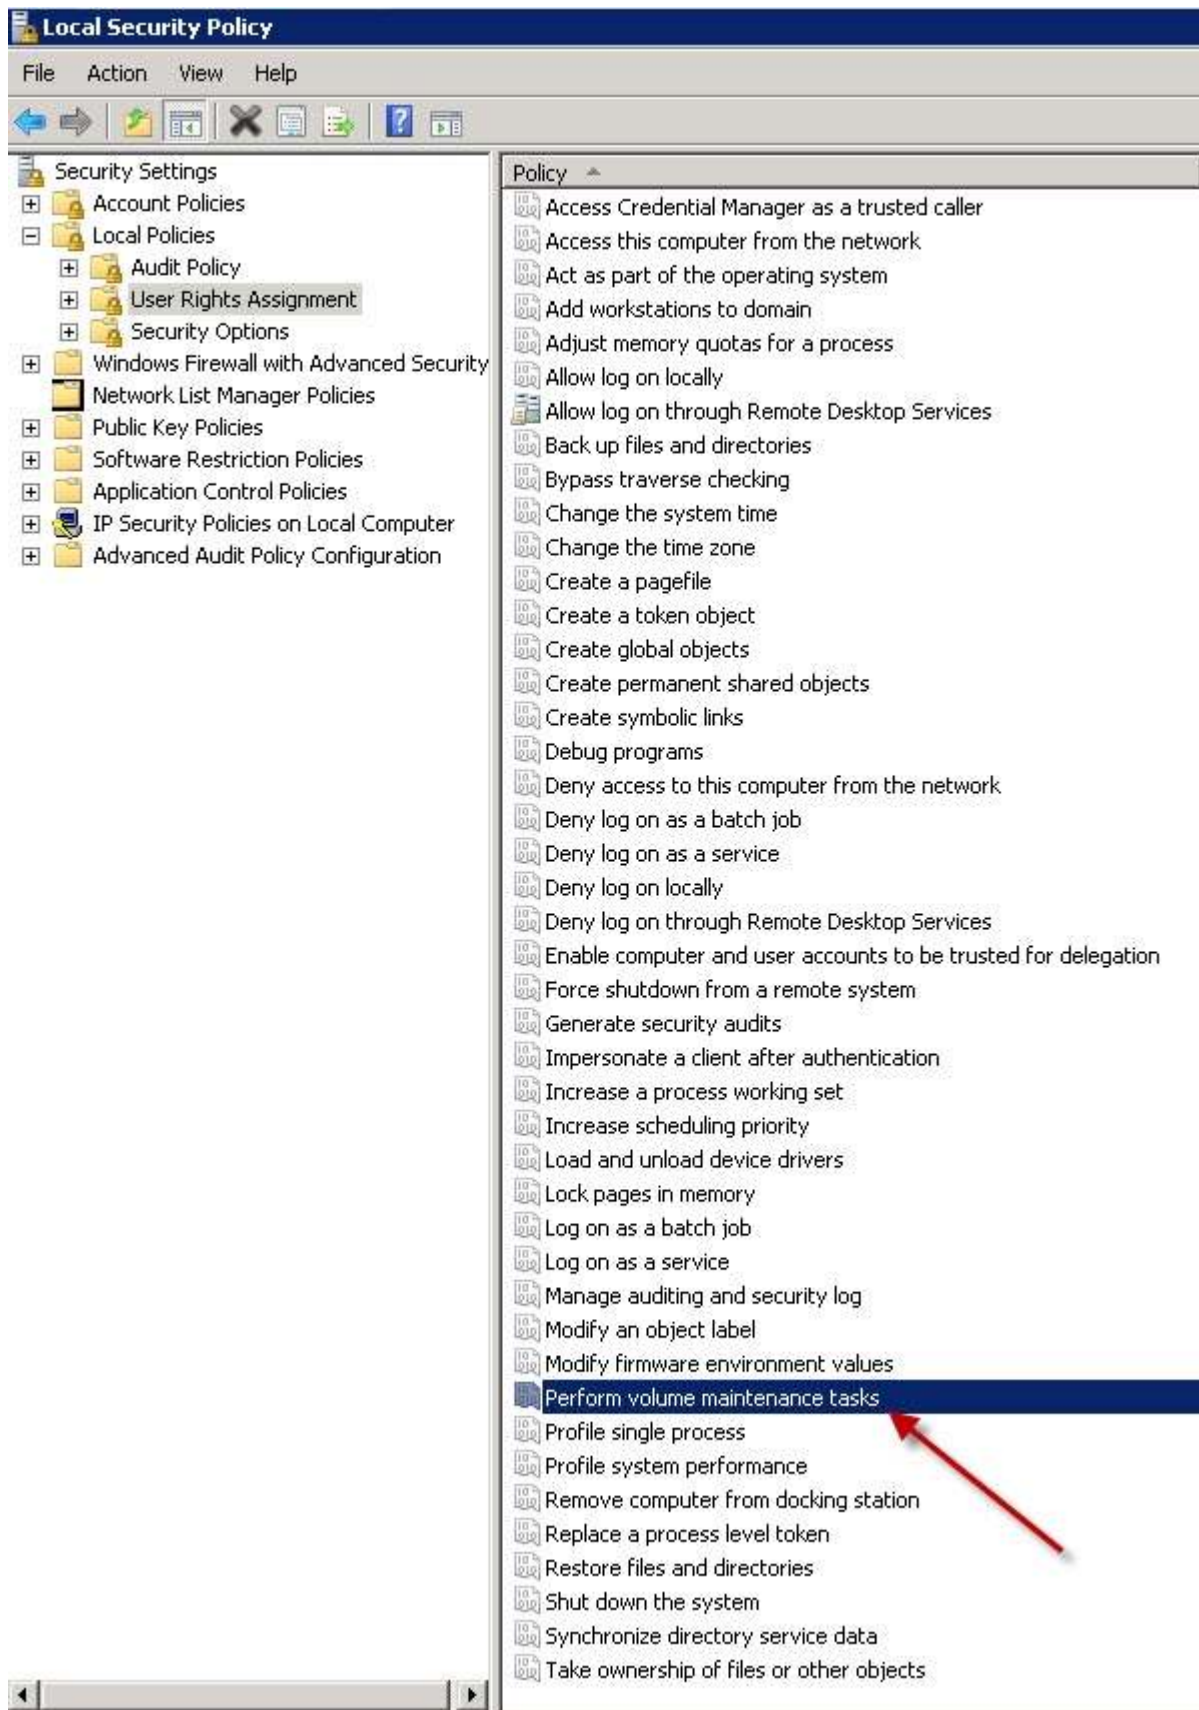 Local Security Policy
File Action View Help
Security Settings
Account Policies
Local Policies
Audit Policy
User Rights Assignment
Security Options
Windows Firewall with Advanced Security
Network List Manager Policies
Public Key Policies
Software Restriction Policies
Application Control Policies
IP Security Policies on Local Computer
Advanced Audit Policy Configuration
Policy
Access Credential Manager as a trusted caller
Access this computer from the network
Act as part of the operating system
Add workstations to domain
Adjust memory quotas for a process
Allow log on locally
Allow log on through Remote Desktop Services
Back up files and directories
Bypass traverse checking
Change the system time
Change the time zone
Create a pagefile
Create a token object
Create global objects
Create permanent shared objects
Create symbolic links
Debug programs
Deny access to this computer from the network
Deny log on as a batch job
Deny log on as a service
Deny log on locally
Deny log on through Remote Desktop Services
Enable computer and user accounts to be trusted for delegation
Force shutdown from a remote system
Generate security audits
Impersonate a client after authentication
Increase a process working set
Increase scheduling priority
Load and unload device drivers
Lock pages in memory
Log on as a batch job
Log on as a service
Manage auditing and security log
Modify an object label
Modify firmware environment values
Perform volume maintenance tasks
Profile single process
Profile system performance
Remove computer from docking station
Replace a process level token
Restore files and directories
Shut down the system
Synchronize directory service data
Take ownership of files or other objects